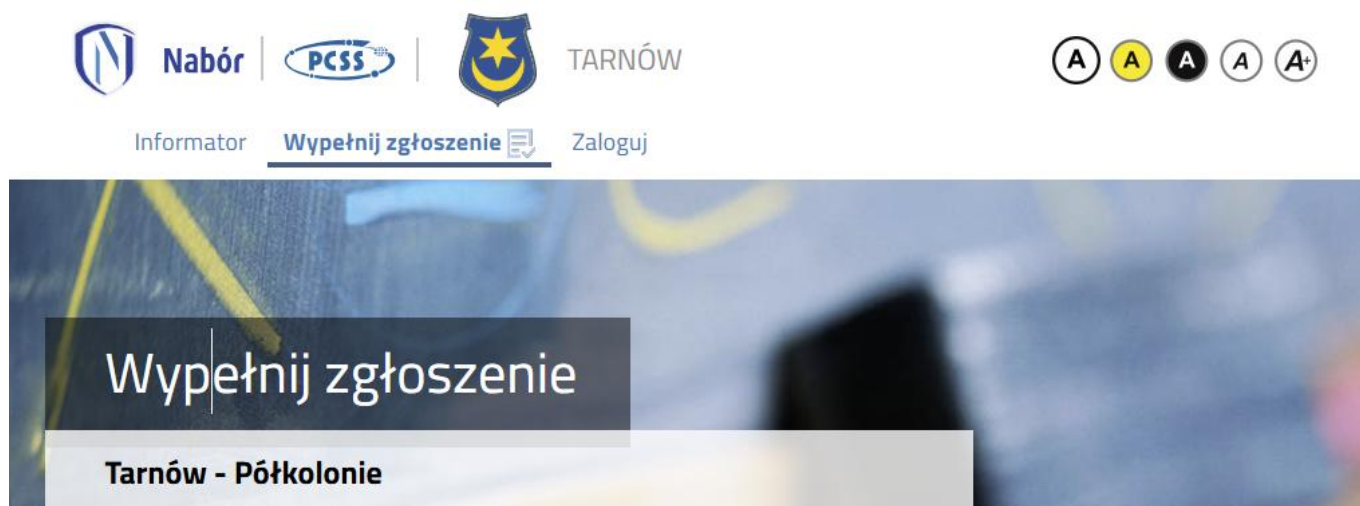 Nabór PCSS TARNÓW A A A A A+
Informator Wypełnij zgłoszenie Zaloguj
Wypełnij zgłoszenie
Tarnów - Półkolonie